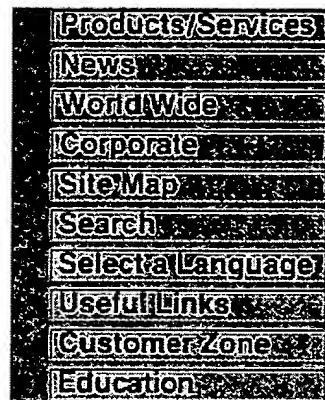 Products/Services
News
World Wide
Corporate
Site Map
Search
Select a Language
Useful Links
Customer Zone
Education